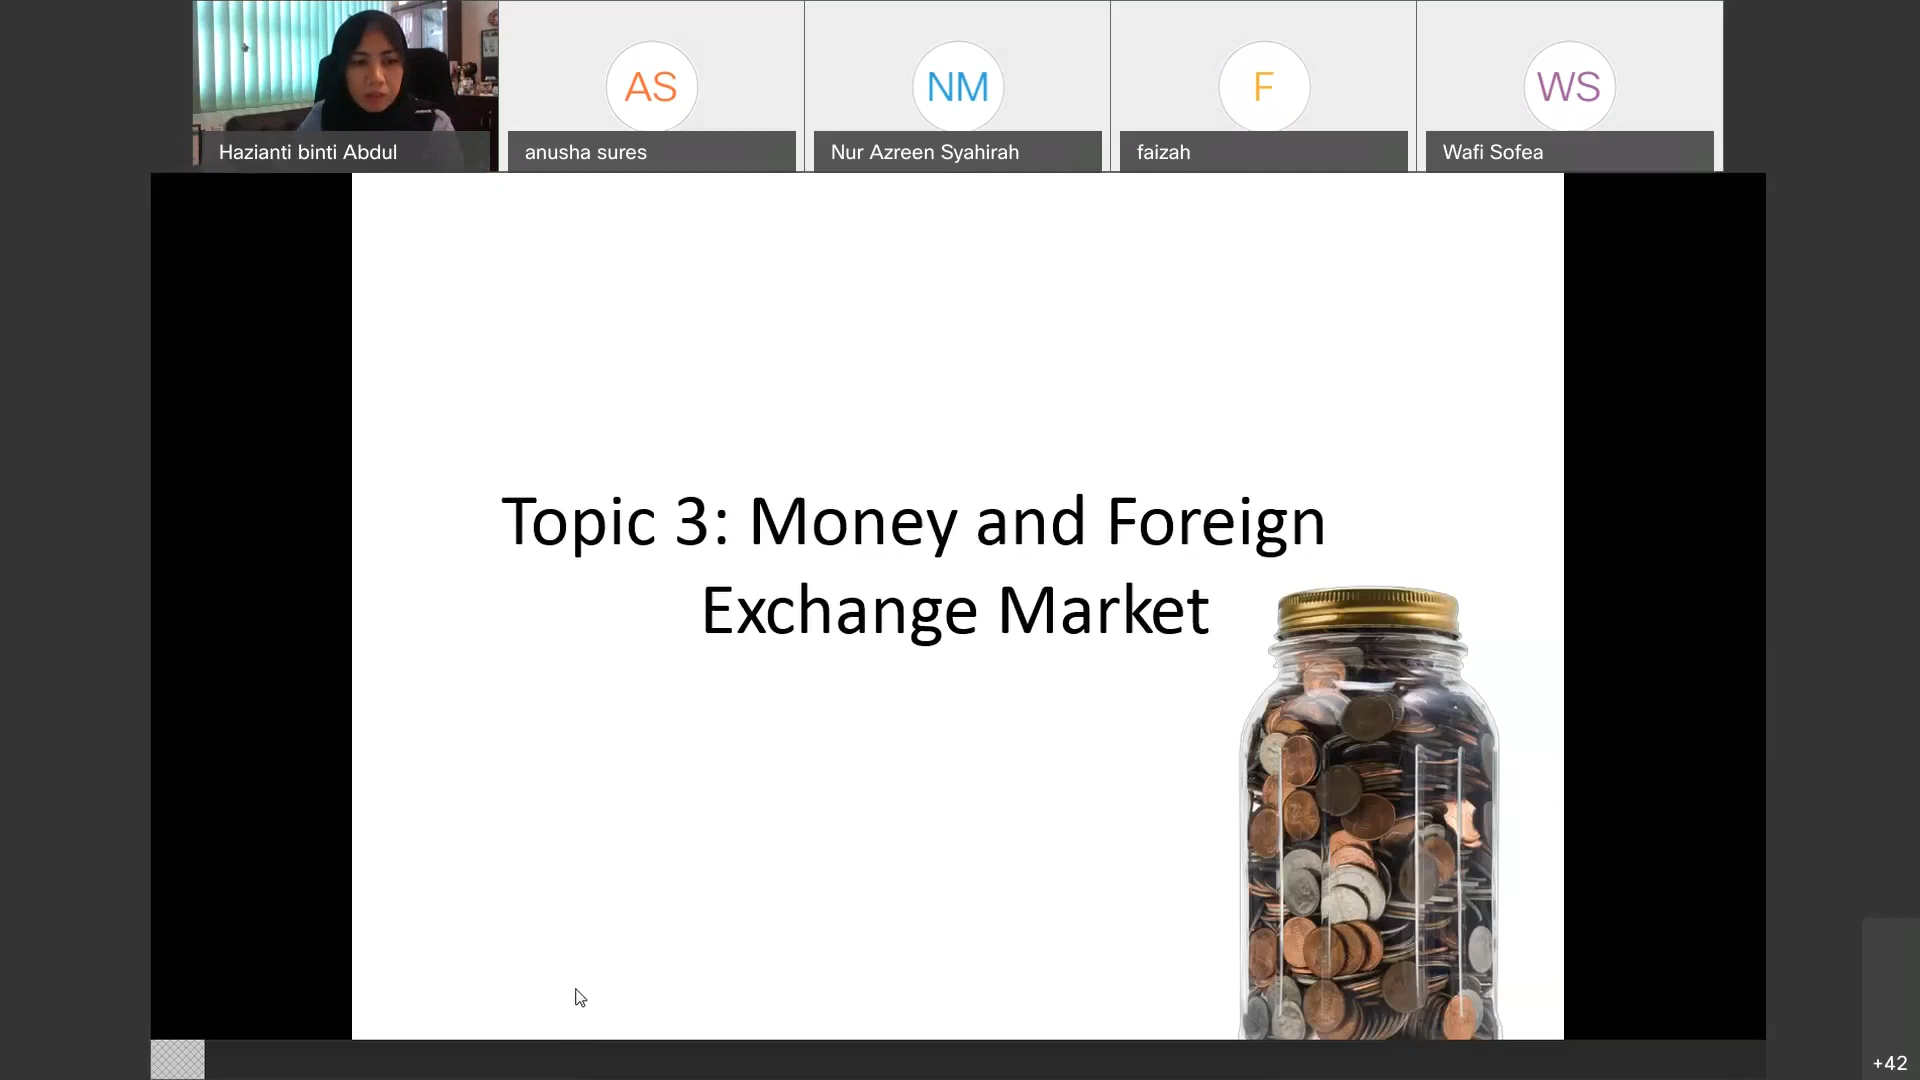 AS
NM
F
WS
Hazianti binti Abdul
anusha sures
Nur Azreen Syahirah
faizah
Wafi Sofea
Topic 3: Money and Foreign
Exchange Market
+42